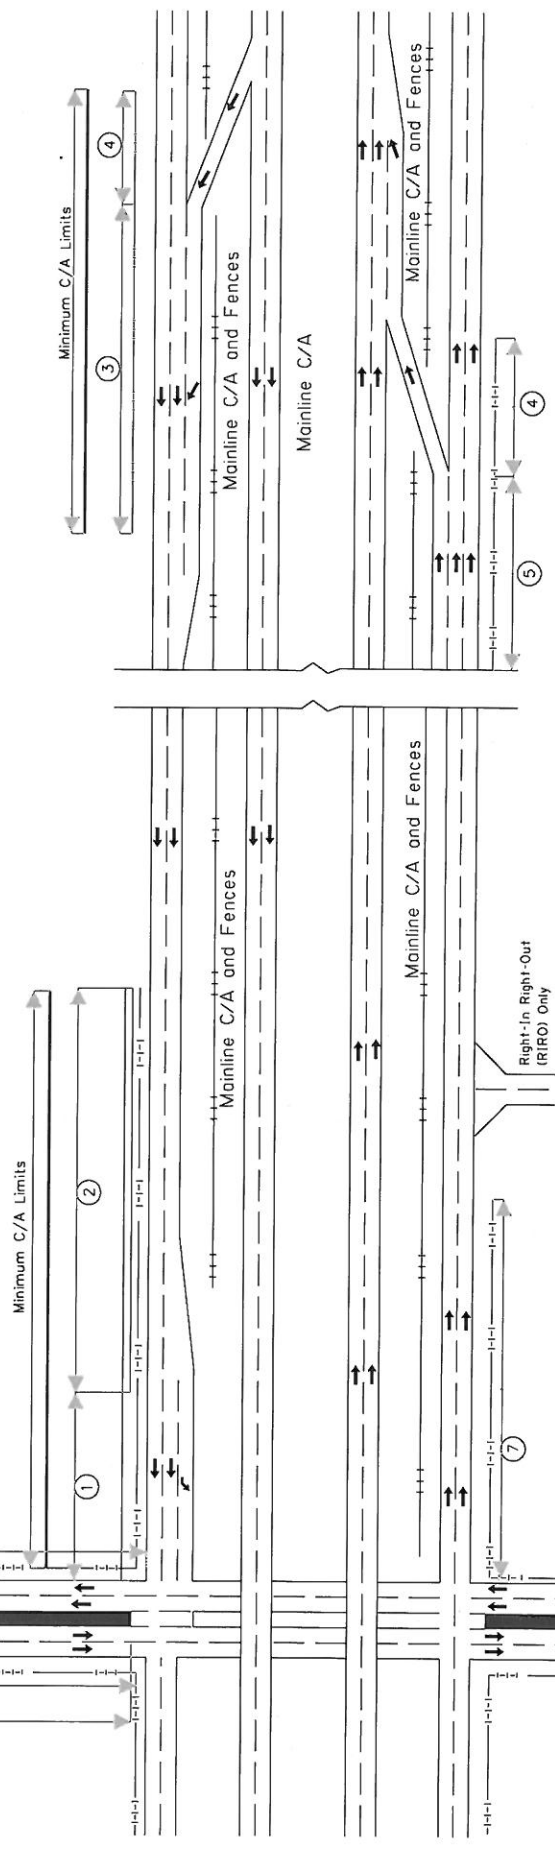 Minimum C/A Limits
4
3
Mainline C/A and Fences
Mainline C/A
Mainline C/A and Fences
4
5
Minimum C/A Limits
2
1
Mainline C/A and Fences
Mainline C/A and Fences
Right-In Right-Out
(RIRO) Only
7